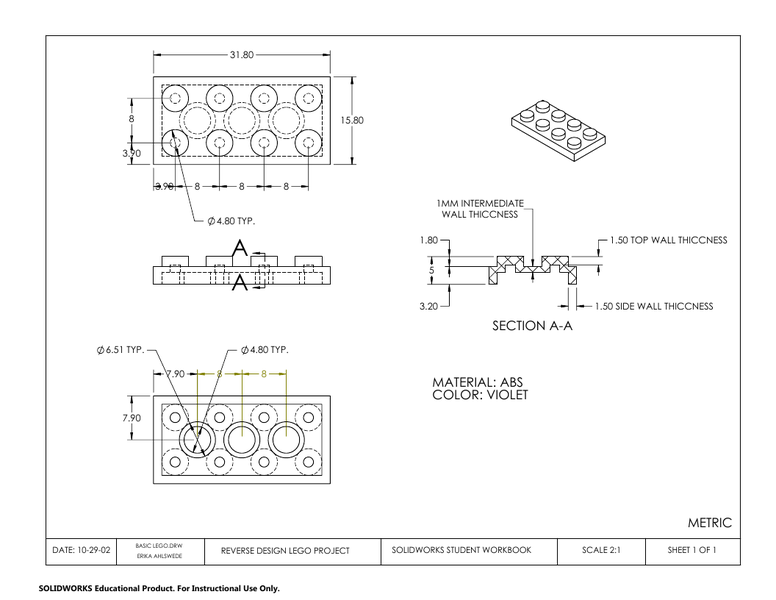 31.80
8
15.80
3.90
3.90
8
8
8
Ø 4.80 TYP.
1MM INTERMEDIATE
WALL THICCNESS
1.80
1.50 TOP WALL THICCNESS
5
3.20
1.50 SIDE WALL THICCNESS
SECTION A-A
A
A
Ø 6.51 TYP.
Ø 4.80 TYP.
7.90
8
8
7.90
MATERIAL: ABS
COLOR: VIOLET
METRIC
DATE: 10-29-02
BASIC LEGO.DRW
ERIKA AHLSWEDE
REVERSE DESIGN LEGO PROJECT
SOLIDWORKS STUDENT WORKBOOK
SCALE 2:1
SHEET 1 OF 1
SOLIDWORKS Educational Product. For Instructional Use Only.